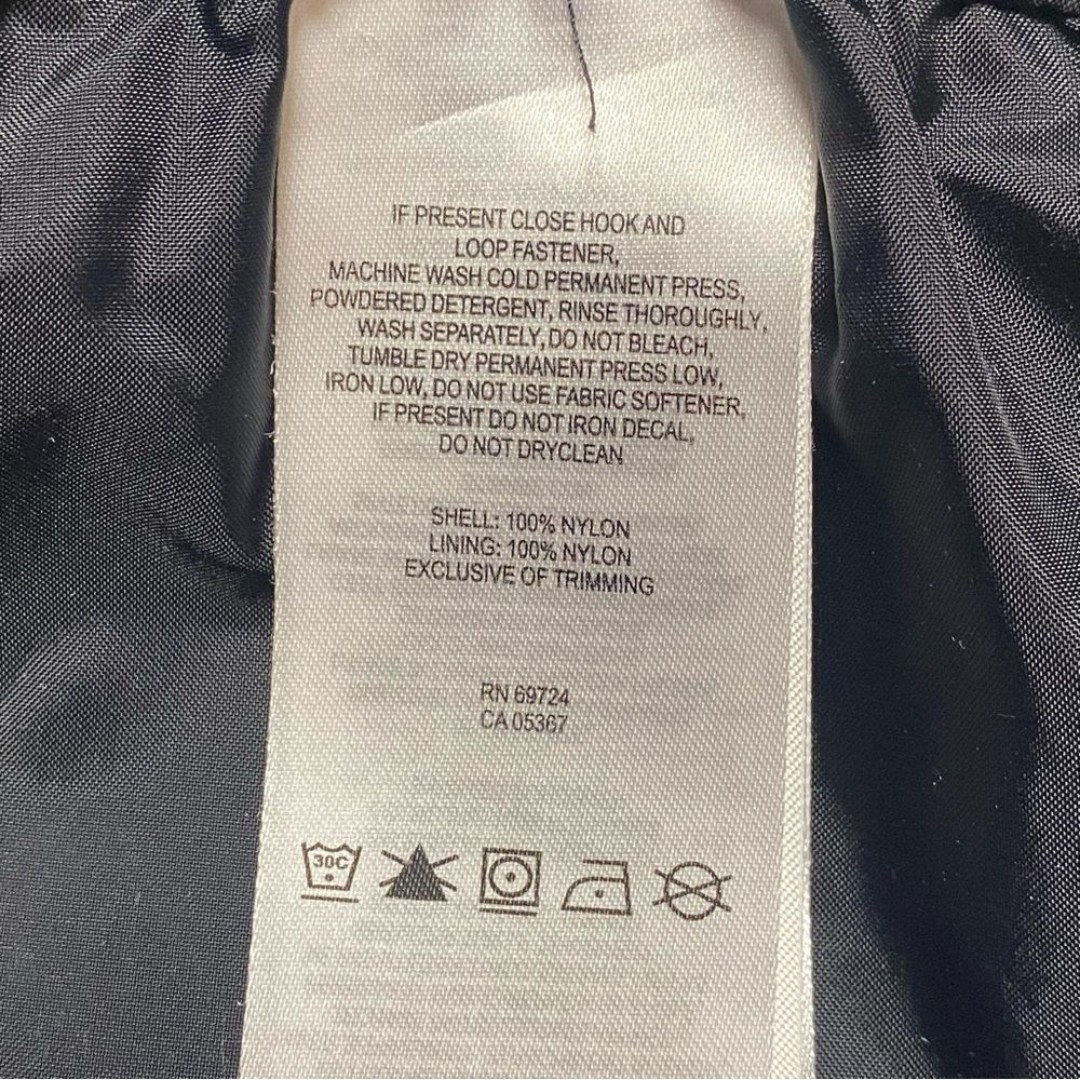 IF PRESENT CLOSE HOOK AND
LOOP FASTENER,
MACHINE WASH COLD PERMANENT PRESS,
POWDERED DETERGENT, RINSE THOROUGHLY,
WASH SEPARATELY, DO NOT BLEACH,
TUMBLE DRY PERMANENT PRESS LOW,
IRON LOW, DO NOT USE FABRIC SOFTENER,
IF PRESENT DO NOT IRON DECAL,
DO NOT DRYCLEAN
SHELL: 100% NYLON
LINING: 100% NYLON
EXCLUSIVE OF TRIMMING
RN 69724
CA 05367
30C